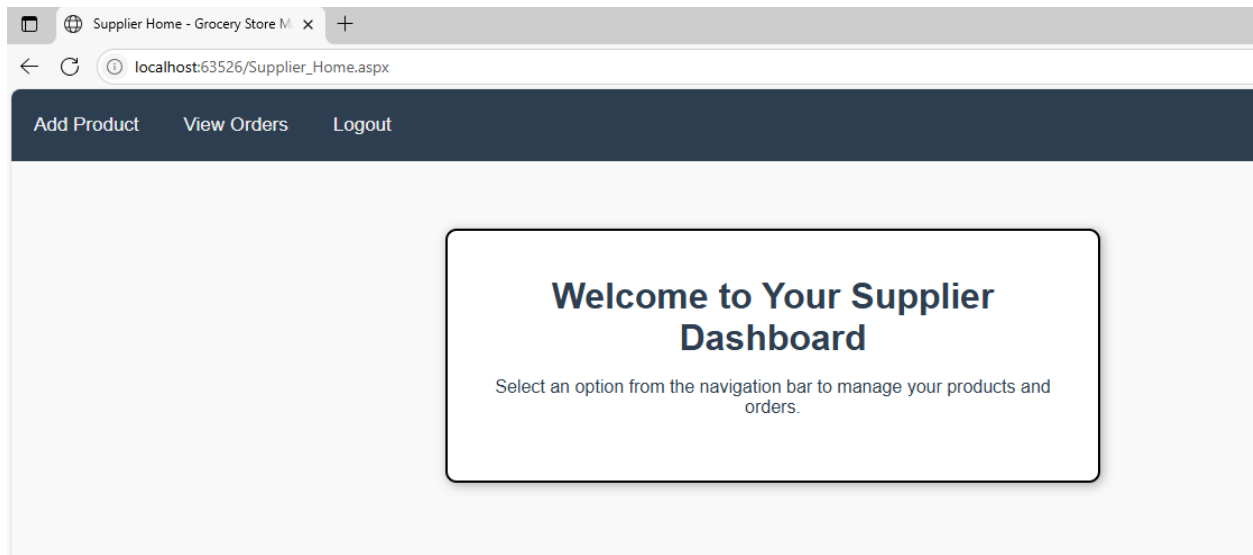 Supplier Home - Grocery Store M
localhost:63526/Supplier_Home.aspx
Add Product View Orders Logout
Welcome to Your Supplier
Dashboard
Select an option from the navigation bar to manage your products and
orders.